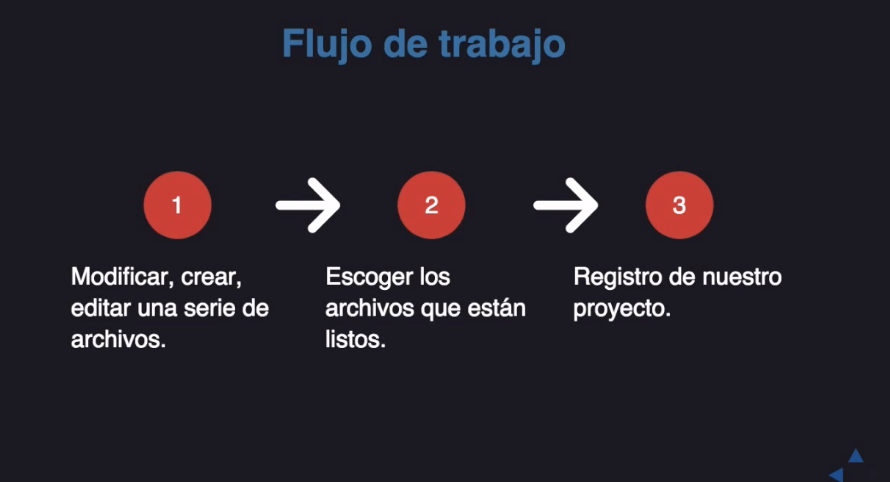 Flujo de trabajo
1
2
3
Modificar, crear,
editar una serie de
archivos.
Escoger los
archivos que están
listos.
Registro de nuestro
proyecto.